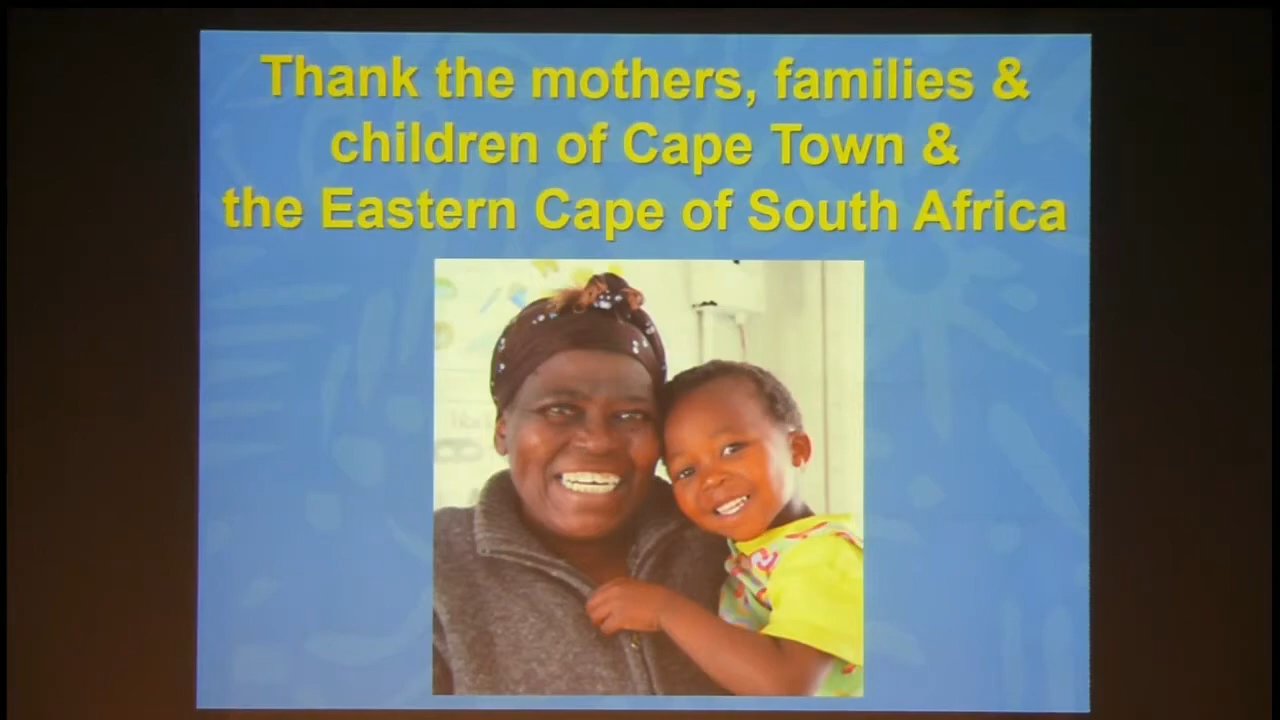 Thank the mothers, families &
children of Cape Town &
the Eastern Cape of South Africa